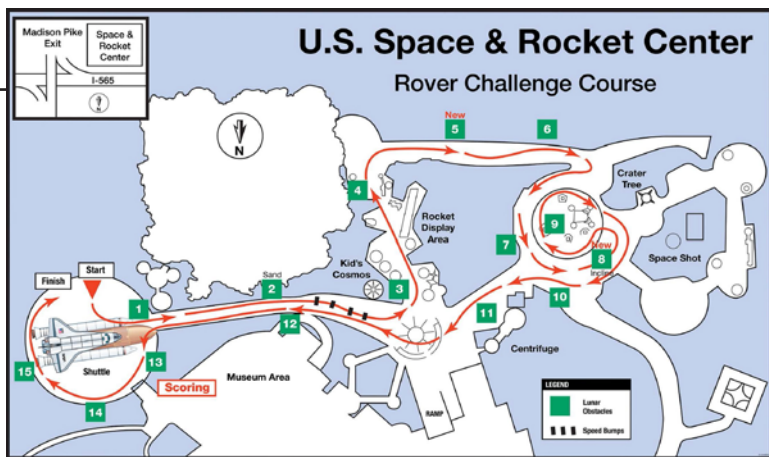 Madison Pike
Exit
Space &
Rocket
Center
I-565
N
U.S. Space & Rocket Center
Rover Challenge Course
N
New
5
6
4
Crater
Tree
Rocket
Display
Area
9
7
New
8
Incline
Space Shot
Kid's
Cosmos
Finish
Start
Sand
2
3
1
10
11
12
Centrifuge
13
15
Shuttle
Scoring
Museum Area
14
RAMP
LEGEND
Lunar
Obstacles
Speed Bumps